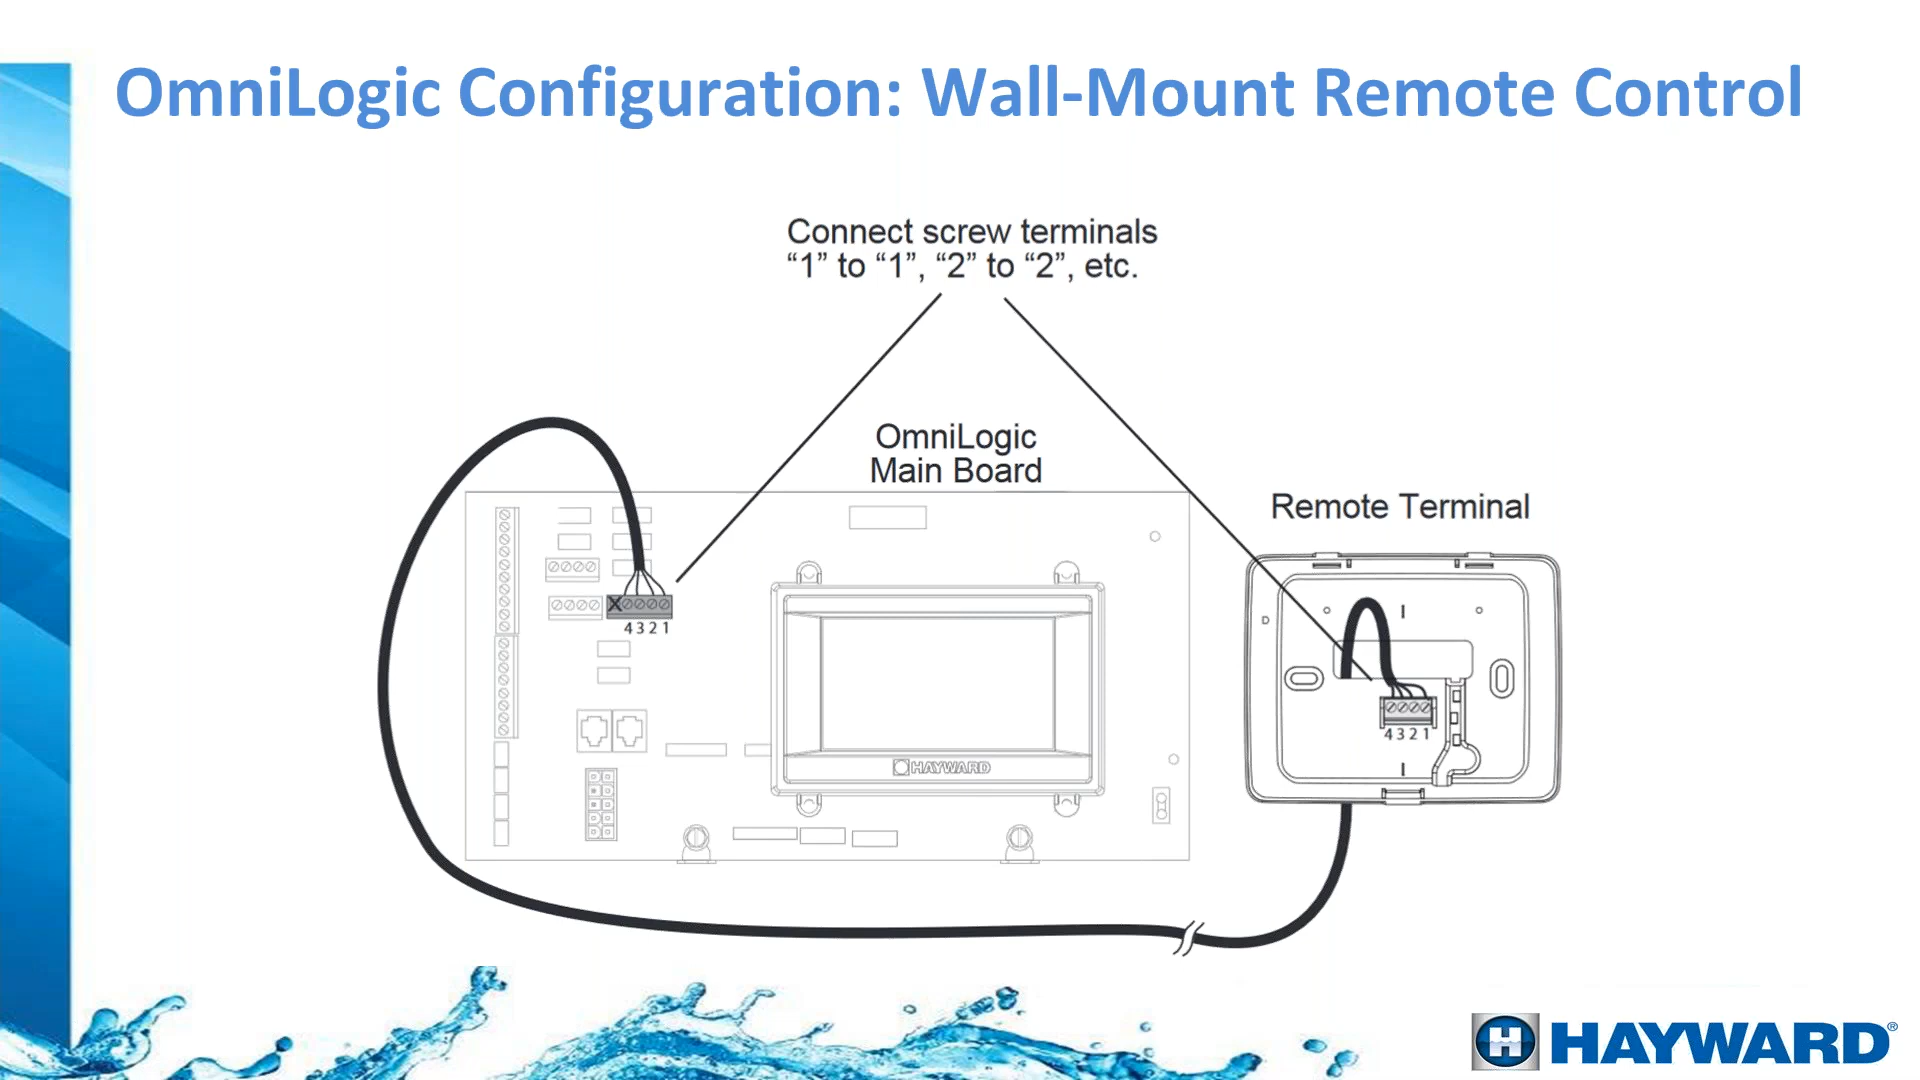 OmniLogic Configuration: Wall-Mount Remote Control
Connect screw terminals
“1” to “1”, “2” to “2”, etc.
OmniLogic
Main Board
Remote Terminal
X
4 3 2 1
4 3 2 1
D
HAYWARD
H HAYWARD®